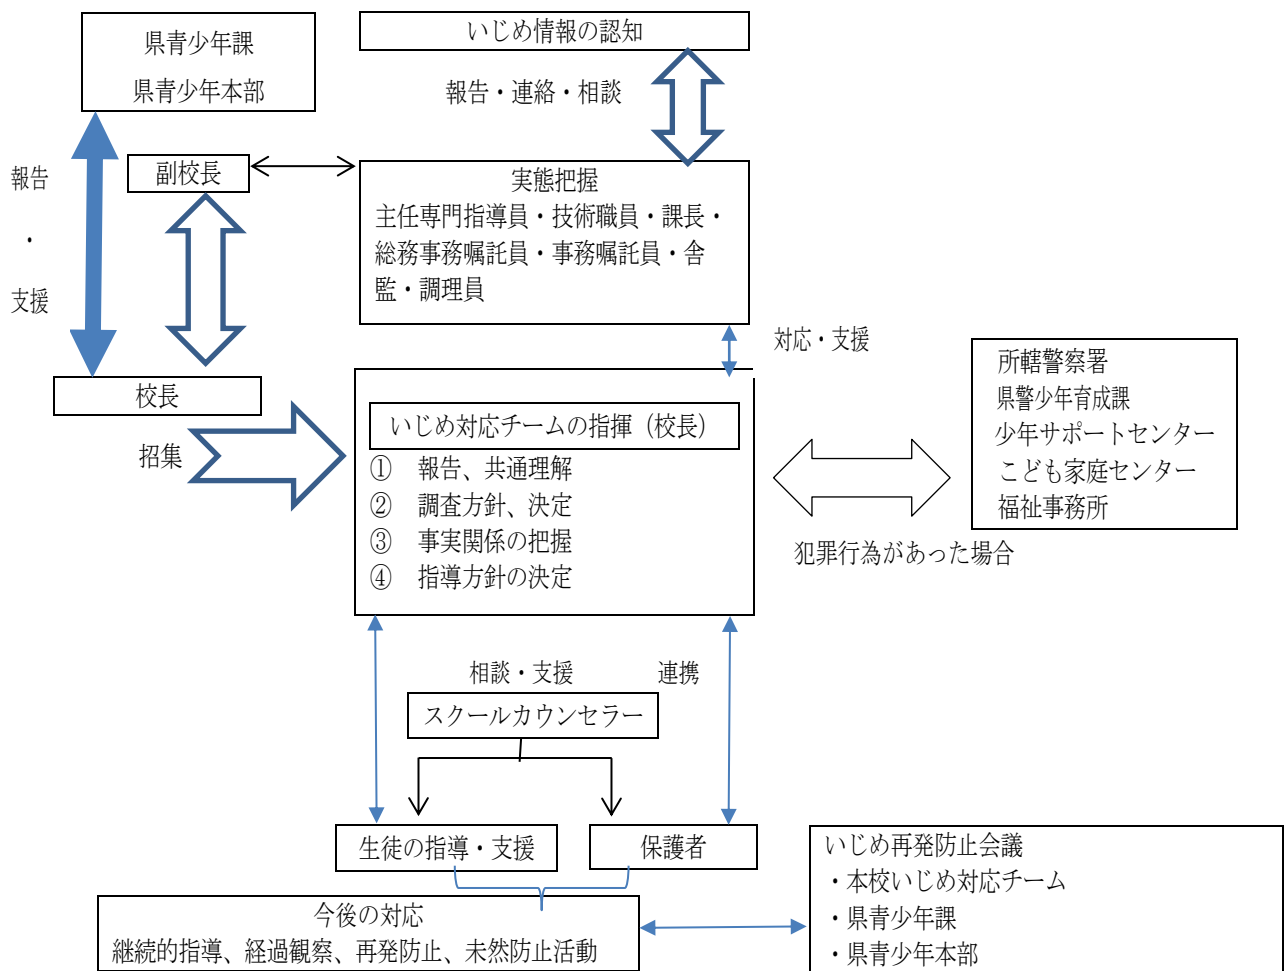 県青少年課
県青少年本部
いじめ情報の認知
報告・連絡・相談
報告
・
支援
副校長
実態把握
主任専門指導員・技術職員・課長・
総務事務嘱託員・事務嘱託員・舎
監・調理員
対応・支援
校長
招集
いじめ対応チームの指揮（校長）
① 報告、共通理解
② 調査方針、決定
③ 事実関係の把握
④ 指導方針の決定
所轄警察署
県警少年育成課
少年サポートセンター
こども家庭センター
福祉事務所
犯罪行為があった場合
相談・支援
連携
スクールカウンセラー
生徒の指導・支援
保護者
今後の対応
継続的指導、経過観察、再発防止、未然防止活動
いじめ再発防止会議
・本校いじめ対応チーム
・県青少年課
・県青少年本部